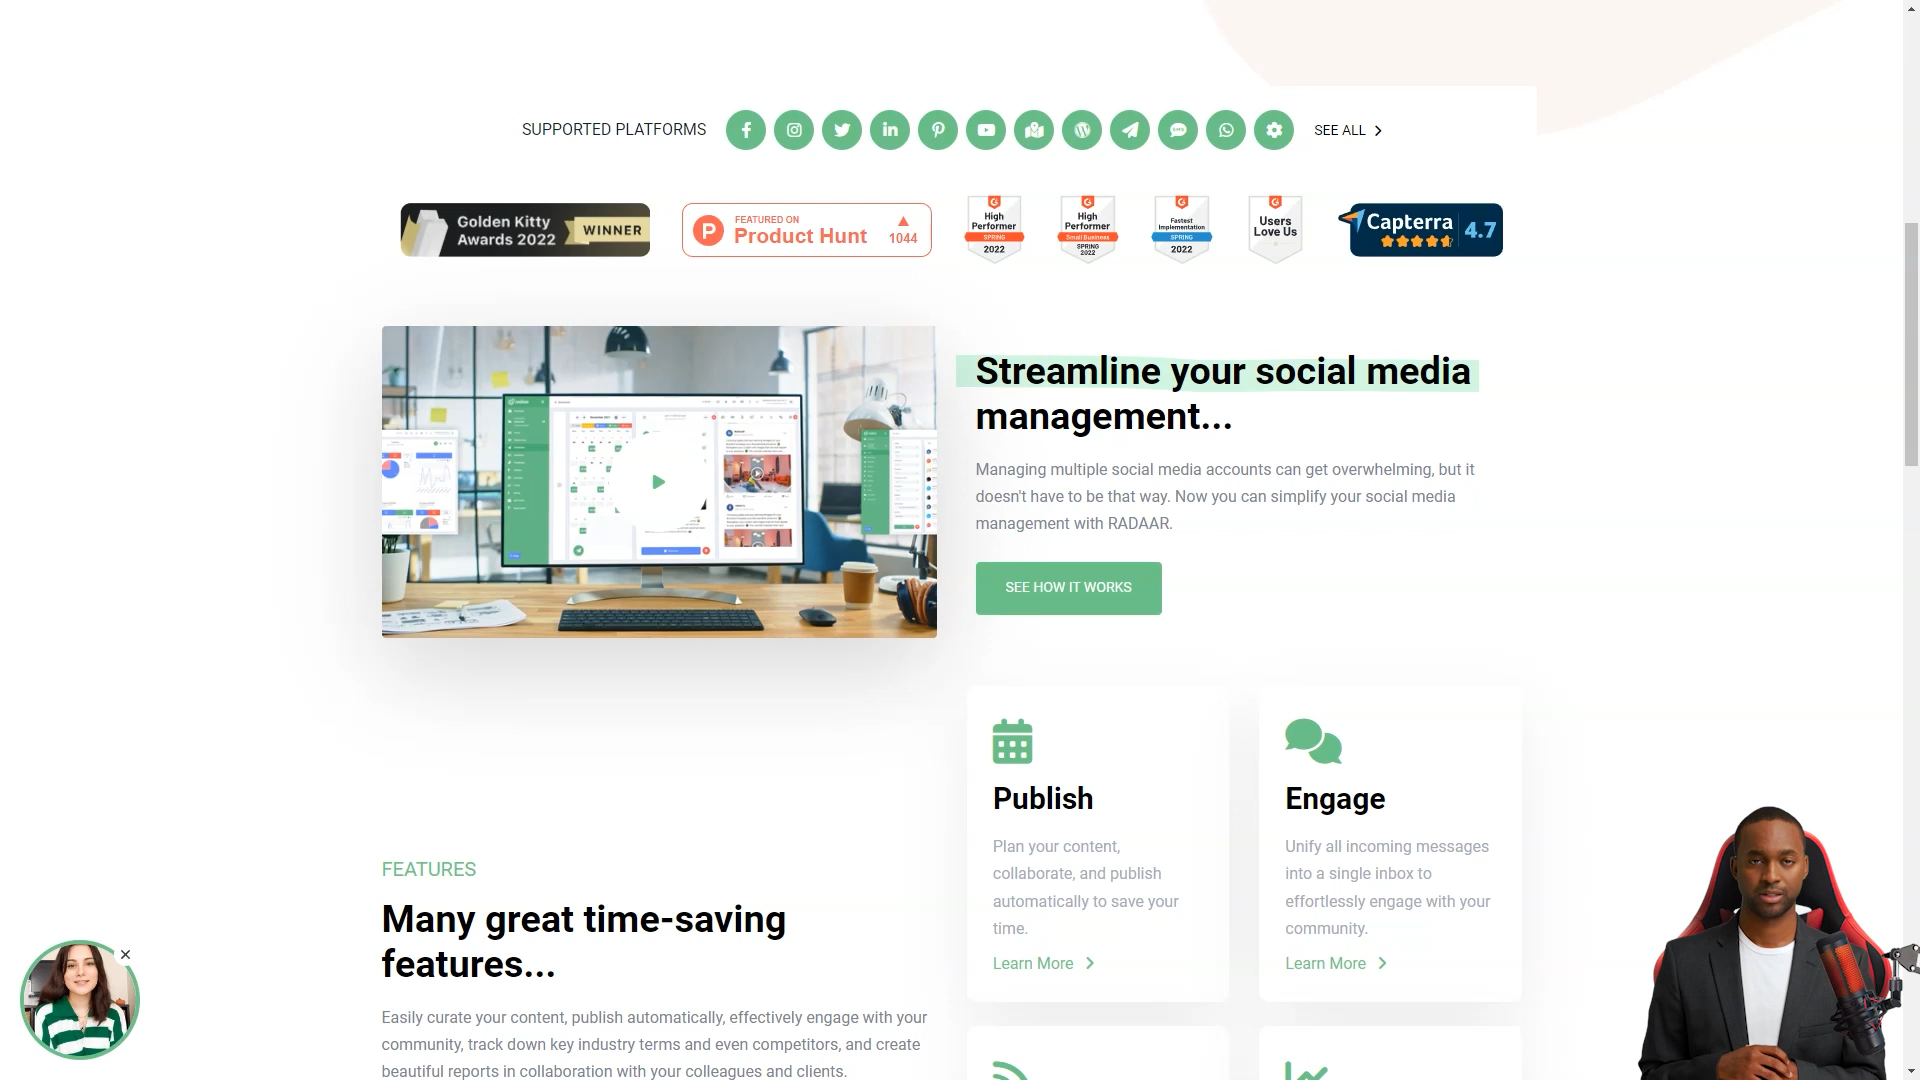 SUPPORTED PLATFORMS
SEE ALL
Golden Kitty
Awards 2022
WINNER
FEATURED ON
Product Hunt
1044
High
Performer
SPRING
2022
High
Performer
Small Business
SPRING
2022
Fastest
Implementation
SPRING
2022
Users
Love Us
Capterra
4.7
Streamline your social media
management...
Managing multiple social media accounts can get overwhelming, but it
doesn't have to be that way. Now you can simplify your social media
management with RADAAR.
SEE HOW IT WORKS
Publish
Plan your content,
collaborate, and publish
automatically to save your
time.
Learn More
Engage
Unify all incoming messages
into a single inbox to
effortlessly engage with your
community.
Learn More
FEATURES
Many great time-saving
features...
Easily curate your content, publish automatically, effectively engage with your
community, track down key industry terms and even competitors, and create
beautiful reports in collaboration with your colleagues and clients.